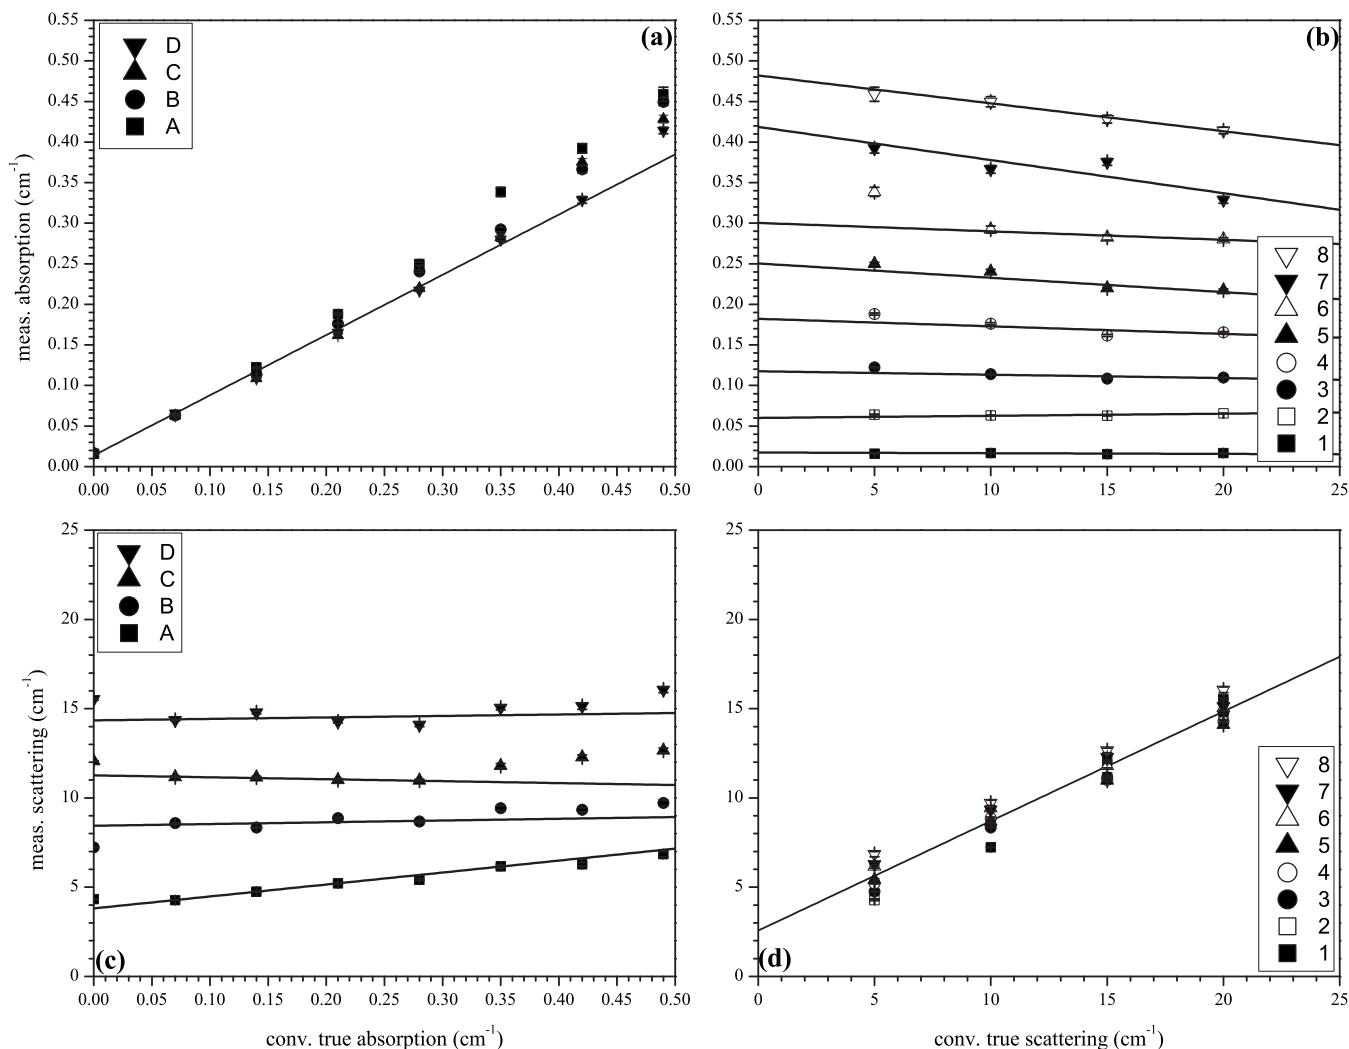 (a)
D
C
B
A
0.55
0.50
0.45
0.40
0.35
0.30
0.25
0.20
0.15
0.10
0.05
0.00
meas. absorption (cm⁻¹)
0.00 0.05 0.10 0.15 0.20 0.25 0.30 0.35 0.40 0.45 0.50
(b)
0.55
0.50
0.45
0.40
0.35
0.30
0.25
0.20
0.15
0.10
0.05
0.00
8
7
6
5
4
3
2
1
0 5 10 15 20 25
D
C
B
A
25
20
15
10
5
0
meas. scattering (cm⁻¹)
(c)
0.00 0.05 0.10 0.15 0.20 0.25 0.30 0.35 0.40 0.45 0.50
conv. true absorption (cm⁻¹)
25
20
15
10
5
0
8
7
6
5
4
3
2
1
(d)
0 5 10 15 20 25
conv. true scattering (cm⁻¹)